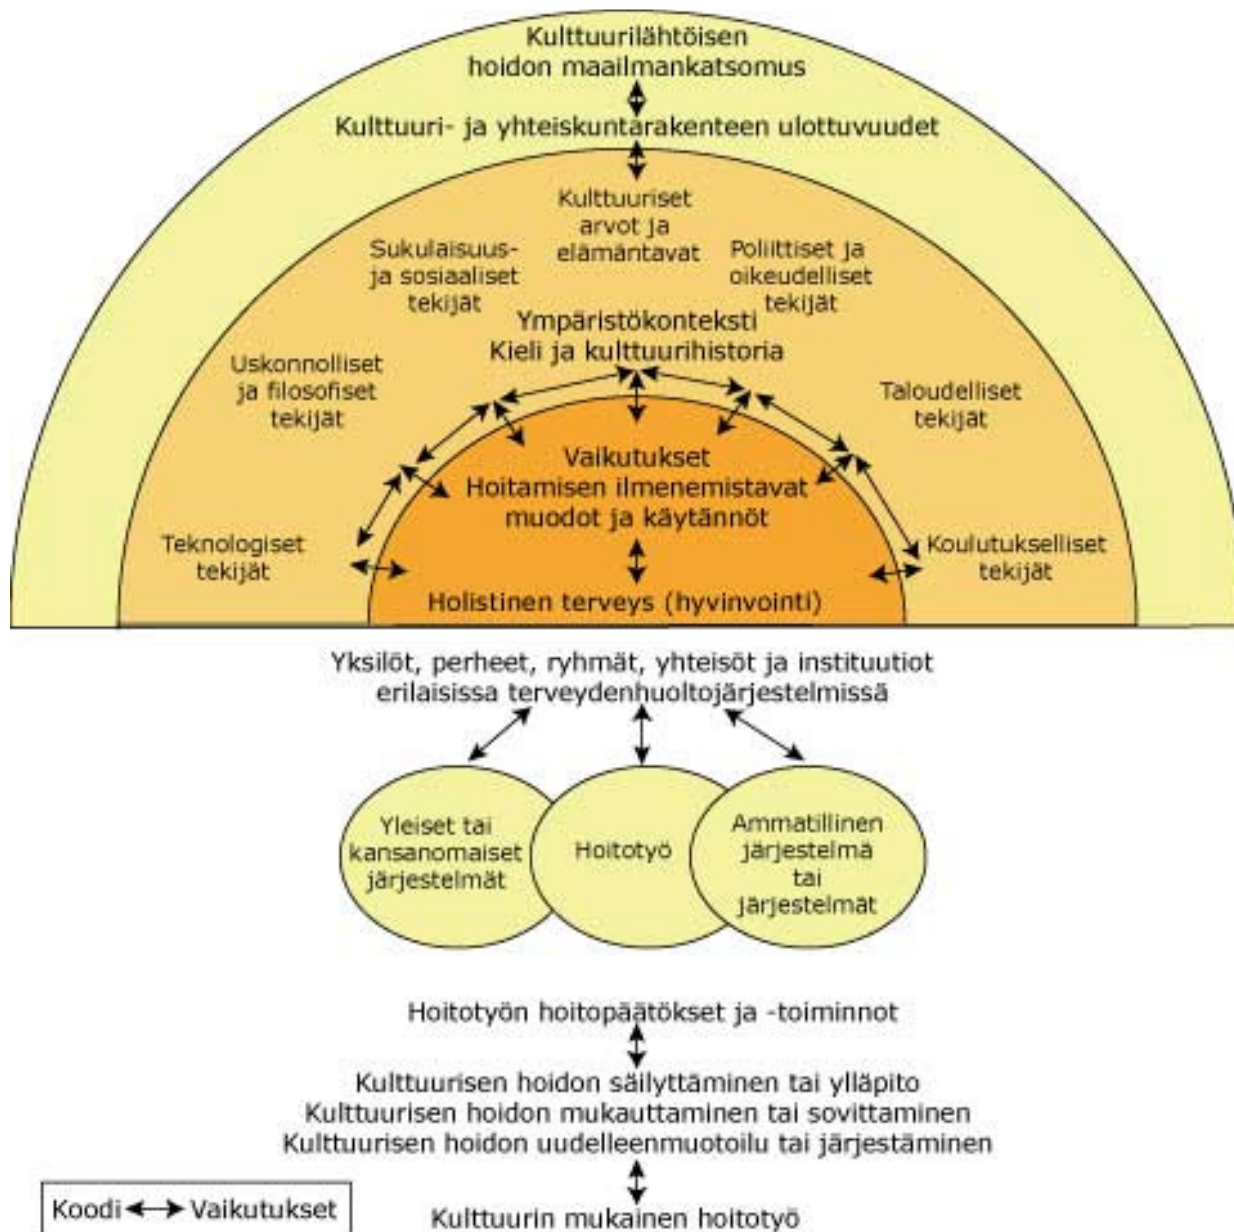 Kulttuurilähtöisen
hoidon maailmankatsomus
Kulttuuri- ja yhteiskuntarakenteen ulottuvuudet
Kulttuuriset
arvot ja
elämäntavat
Sukulaisuus-
ja sosiaaliset
tekijät
Poliittiset ja
oikeudelliset
tekijät
Ympäristökonteksti
Kieli ja kulttuurihistoria
Uskonnolliset
ja filosofiset
tekijät
Taloudelliset
tekijät
Vaikutukset
Hoitamisen ilmenemistavat
muodot ja käytännöt
Teknologiset
tekijät
Koulutukselliset
tekijät
Holistinen terveys (hyvinvointi)
Yksilöt, perheet, ryhmät, yhteisöt ja instituutiot
erilaisissa terveydenhuoltojärjestelmissä
Yleiset tai
kansanomaiset
järjestelmät
Hoitotyö
Ammatillinen
järjestelmä
tai
järjestelmät
Hoitotyön hoitopäätökset ja -toiminnot
Kulttuurisen hoidon säilyttäminen tai ylläpito
Kulttuurisen hoidon mukauttaminen tai sovittaminen
Kulttuurisen hoidon uudelleenmuotoilu tai järjestäminen
Koodi Vaikutukset
Kulttuurin mukainen hoitotyö